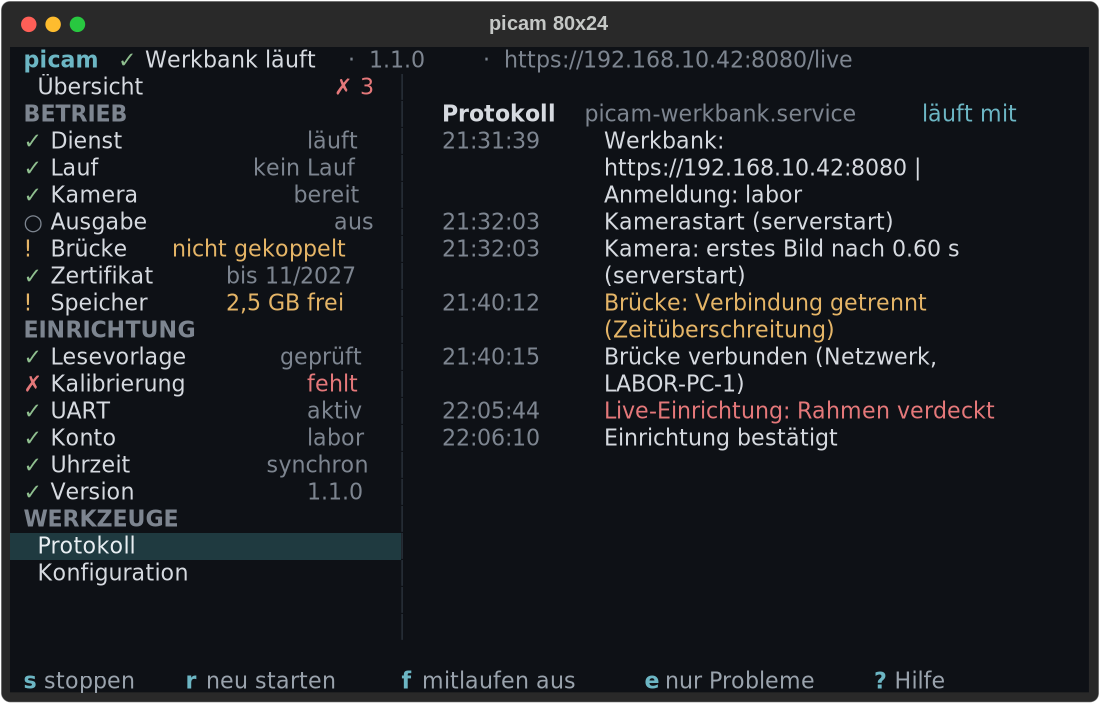 picam 80x24
picam ✓ Werkbank läuft · 1.1.0 · https://192.168.10.42:8080/live
Übersicht ✗ 3
BETRIEB
✓ Dienst läuft
✓ Lauf kein Lauf
✓ Kamera bereit
○ Ausgabe aus
! Brücke nicht gekoppelt
✓ Zertifikat bis 11/2027
! Speicher 2,5 GB frei
EINRICHTUNG
✓ Lesevorlage geprüft
✗ Kalibrierung fehlt
✓ UART aktiv
✓ Konto labor
✓ Uhrzeit synchron
✓ Version 1.1.0
WERKZEUGE
Protokoll
Konfiguration
Protokoll picam-werkbank.service läuft mit
21:31:39 Werkbank:
https://192.168.10.42:8080 |
Anmeldung: labor
21:32:03 Kamerastart (serverstart)
21:32:03 Kamera: erstes Bild nach 0.60 s
(serverstart)
21:40:12 Brücke: Verbindung getrennt
(Zeitüberschreitung)
21:40:15 Brücke verbunden (Netzwerk,
LABOR-PC-1)
22:05:44 Live-Einrichtung: Rahmen verdeckt
22:06:10 Einrichtung bestätigt
s stoppen r neu starten f mitlaufen aus e nur Probleme ? Hilfe